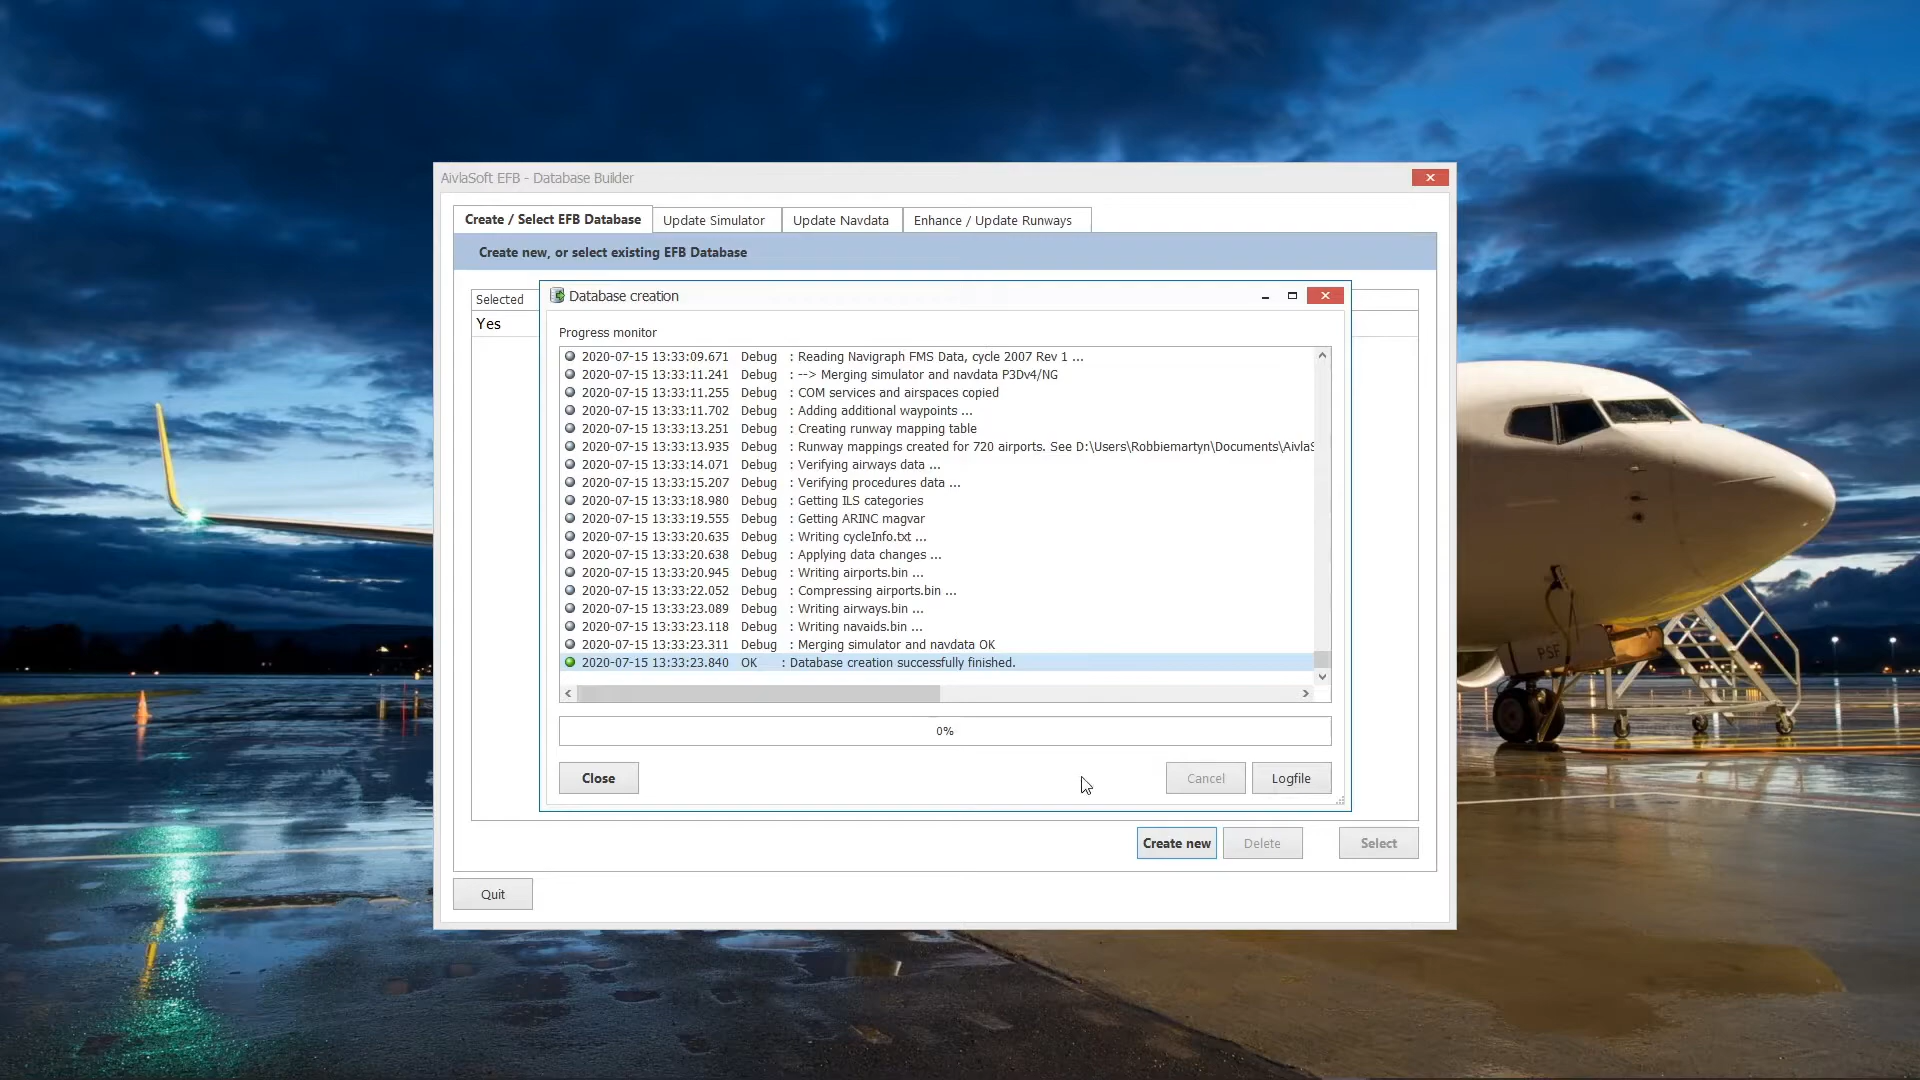 AivlaSoft EFB - Database Builder
Create / Select EFB Database
Update Simulator
Update Navdata
Enhance / Update Runways
Create new, or select existing EFB Database
Selected
Yes
Database creation
Progress monitor
2020-07-15 13:33:09.671 Debug : Reading Navigraph FMS Data, cycle 2007 Rev 1 ...
2020-07-15 13:33:11.241 Debug : --> Merging simulator and navdata P3Dv4/NG
2020-07-15 13:33:11.255 Debug : COM services and airspaces copied
2020-07-15 13:33:11.702 Debug : Adding additional waypoints ...
2020-07-15 13:33:13.251 Debug : Creating runway mapping table
2020-07-15 13:33:13.935 Debug : Runway mappings created for 720 airports. See D:\Users\Robbiemartyn\Documents\AivlaS
2020-07-15 13:33:14.071 Debug : Verifying airways data ...
2020-07-15 13:33:15.207 Debug : Verifying procedures data ...
2020-07-15 13:33:18.980 Debug : Getting ILS categories
2020-07-15 13:33:19.555 Debug : Getting ARINC magvar
2020-07-15 13:33:20.635 Debug : Writing cycleInfo.txt ...
2020-07-15 13:33:20.638 Debug : Applying data changes ...
2020-07-15 13:33:20.945 Debug : Writing airports.bin ...
2020-07-15 13:33:22.052 Debug : Compressing airports.bin ...
2020-07-15 13:33:23.089 Debug : Writing airways.bin ...
2020-07-15 13:33:23.118 Debug : Writing navaids.bin ...
2020-07-15 13:33:23.311 Debug : Merging simulator and navdata OK
2020-07-15 13:33:23.840 OK : Database creation successfully finished.
0%
Close
Cancel
Logfile
Create new
Delete
Select
Quit
PSF